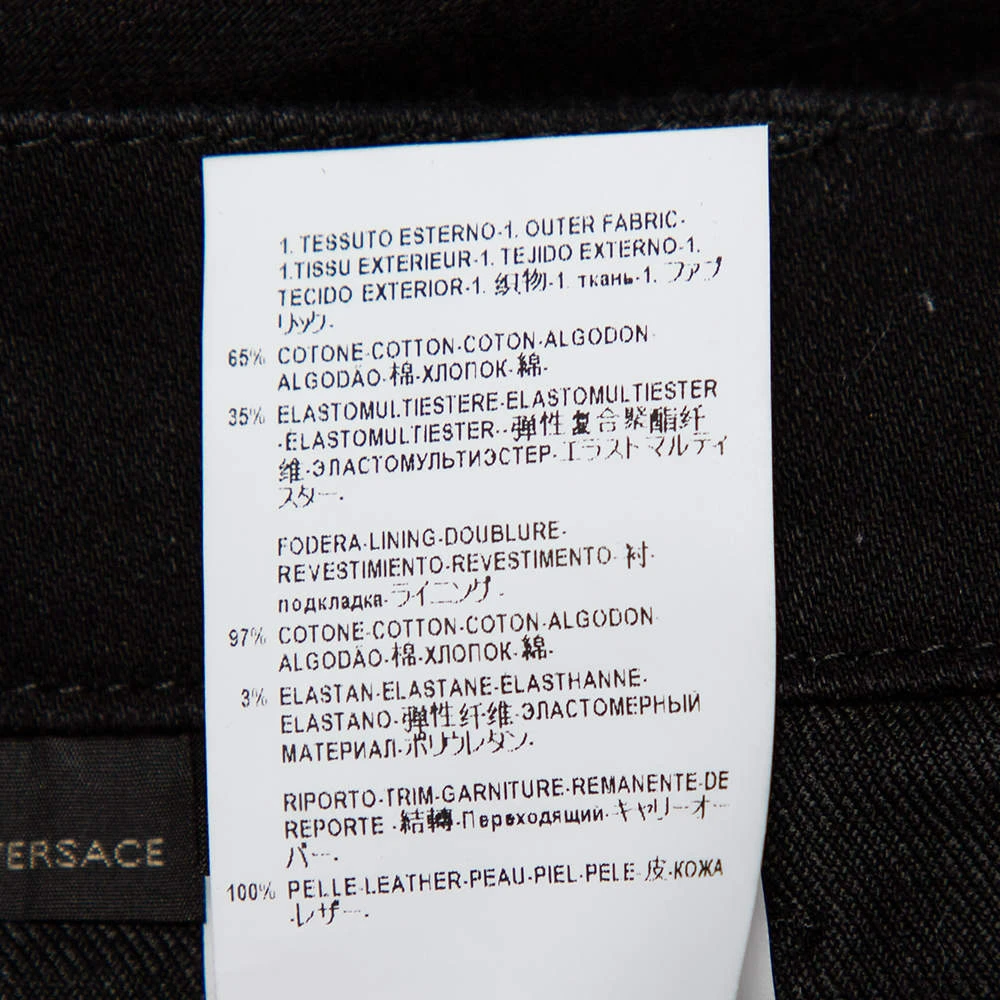 1. TESSUTO ESTERNO-1. OUTER FABRIC-
1.TISSU EXTERIEUR-1. TEJIDO EXTERNO-1.
TECIDO EXTERIOR-1. 织物-1. ткань-1. ファブ
リック-
65% COTONE-COTTON-COTON-ALGODON-
ALGODÃO-棉-ХЛОПОК-綿-
35% ELASTOMULTIESTERE-ELASTOMULTIESTER
-ELASTOMULTIESTER--弹性复合聚酯纤
维-ЭЛАСТОМУЛЬТИЭСТЕР-エラストマルティ
スター-
FODERA-LINING-DOUBLURE-
REVESTIMIENTO-REVESTIMENTO-衬-
подкладка-ライニング-
97% COTONE-COTTON-COTON-ALGODON-
ALGODÃO-棉-ХЛОПОК-綿-
3% ELASTAN-ELASTANE-ELASTHANNE-
ELASTANO-弹性纤维-ЭЛАСТОМЕРНЫЙ
МАТЕРИАЛ-ポリウレタン-
RIPORTO-TRIM-GARNITURE-REMANENTE-DE
REPORTE -結轉-Переходящий-キャリーオー
バー-
100% PELLE-LEATHER-PEAU-PIEL-PELE-皮-КОЖА
-レザー-
VERSACE